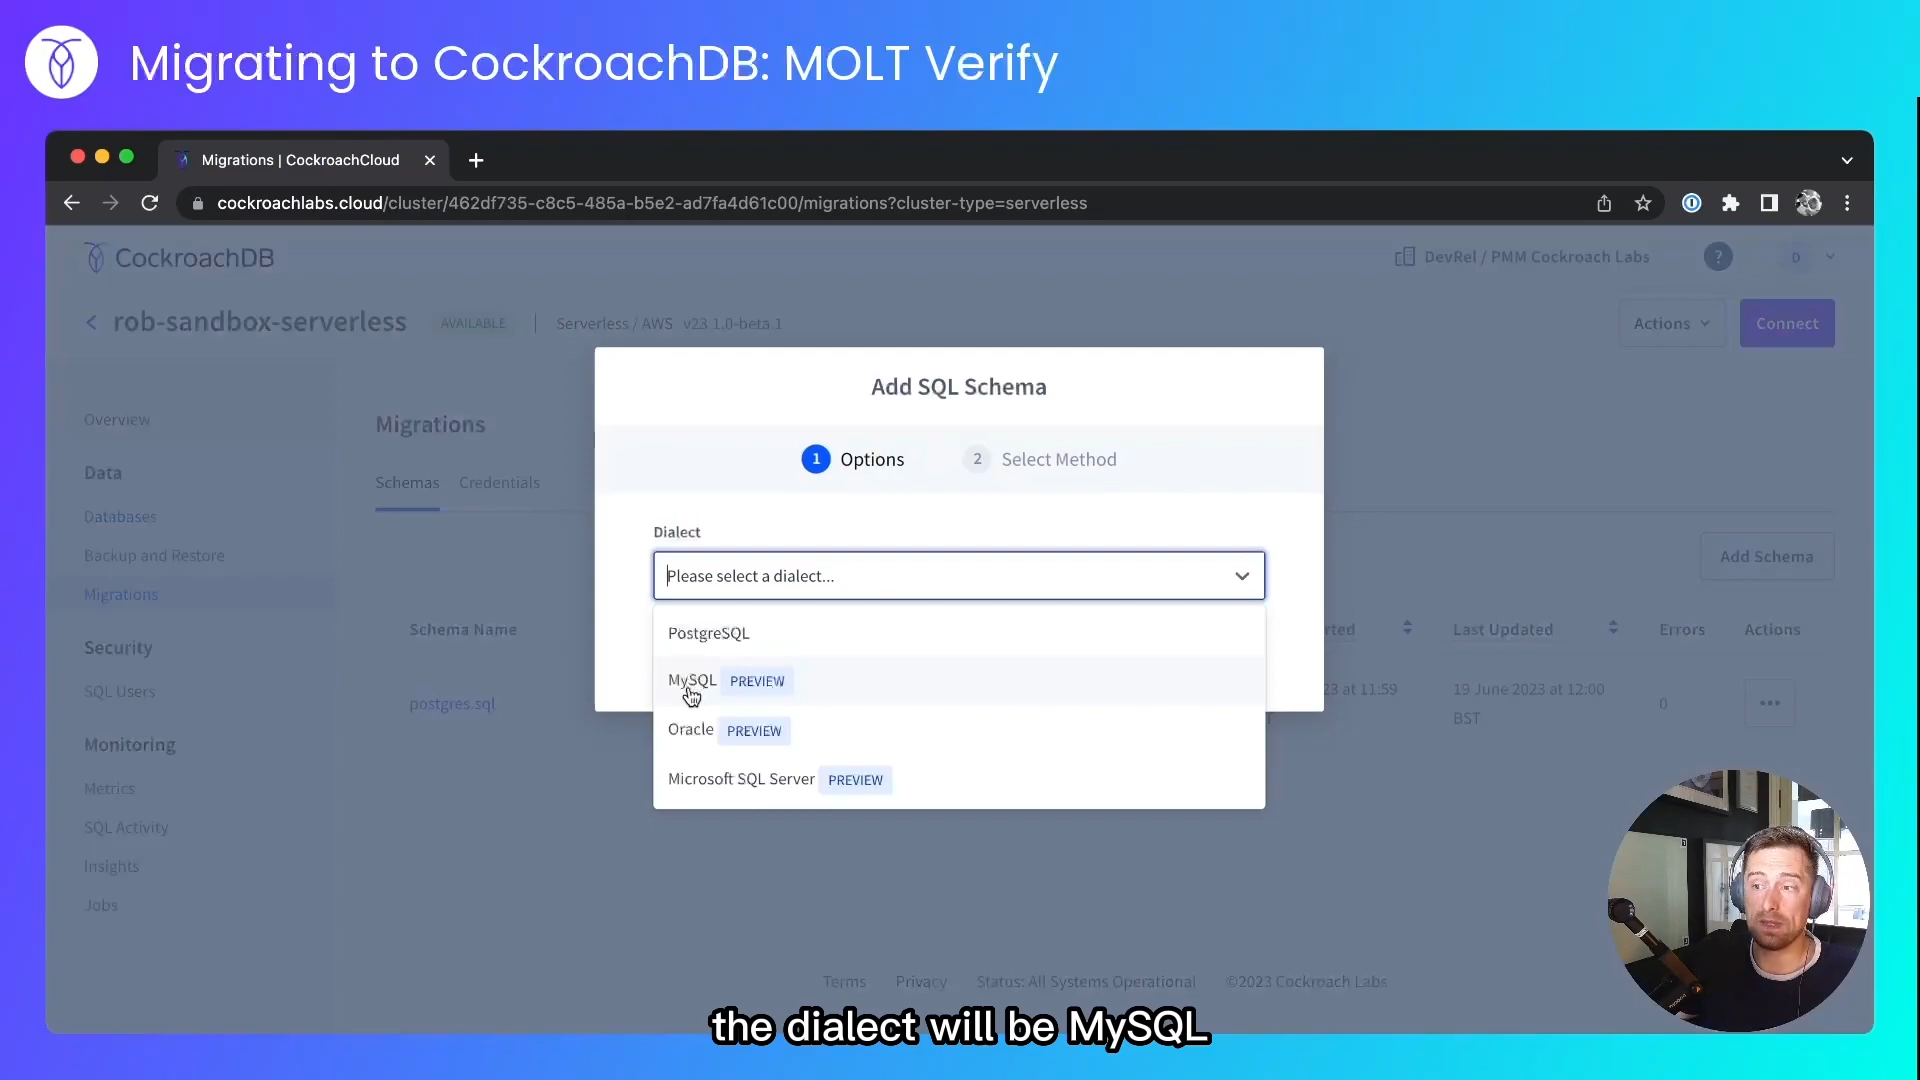 Migrating to CockroachDB: MOLT Verify
Migrations | CockroachCloud
cockroachlabs.cloud/cluster/462df735-c8c5-485a-b5e2-ad7fa4d61c00/migrations?cluster-type=serverless
CockroachDB
DevRel / PMM Cockroach Labs
?
D
rob-sandbox-serverless
AVAILABLE
Serverless / AWS v23.1.0-beta.1
Actions
Connect
Add SQL Schema
Overview
Migrations
1 Options
2 Select Method
Data
Schemas
Credentials
Databases
Dialect
Backup and Restore
Please select a dialect...
Add Schema
Migrations
Schema Name
PostgreSQL
Last Updated
Errors
Actions
Security
SQL Users
MySQL PREVIEW
postgres.sql
23 at 11:59
19 June 2023 at 12:00
BST
0
Oracle PREVIEW
Monitoring
Microsoft SQL Server PREVIEW
Metrics
SQL Activity
Insights
Jobs
Terms
Privacy
Status: All Systems Operational
©2023 Cockroach Labs
the dialect will be MySQL